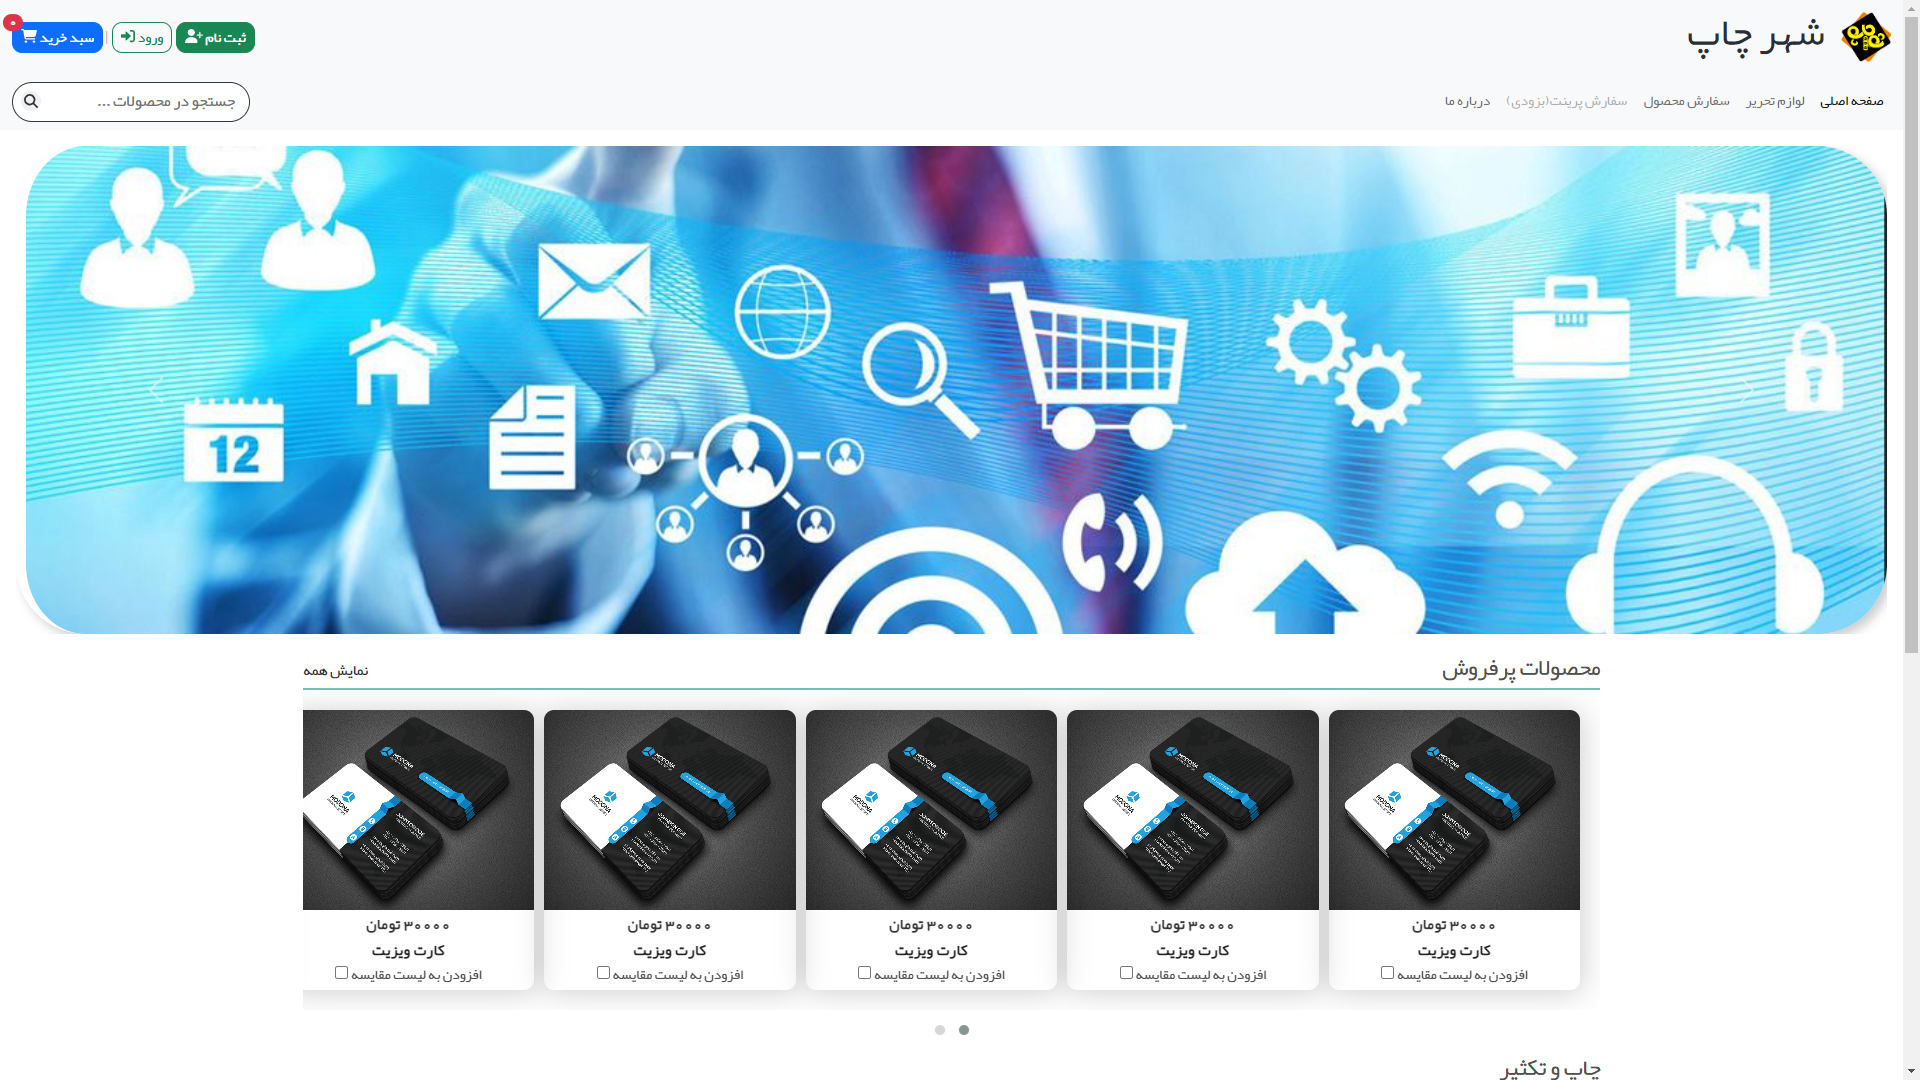 شهر چاپ
ثبت نام
ورود
|
سبد خرید
۰
صفحه اصلی
لوازم تحریر
سفارش محصول
سفارش پرینت(بزودی)
درباره ما
جستجو در محصولات ...
12
محصولات پرفروش
نمایش همه
۳۰۰۰۰ تومان
کارت ویزیت
افزودن به لیست مقایسه
۳۰۰۰۰ تومان
کارت ویزیت
افزودن به لیست مقایسه
۳۰۰۰۰ تومان
کارت ویزیت
افزودن به لیست مقایسه
۳۰۰۰۰ تومان
کارت ویزیت
افزودن به لیست مقایسه
۳۰۰۰۰ تومان
کارت ویزیت
افزودن به لیست مقایسه
چاپ و تکثیر